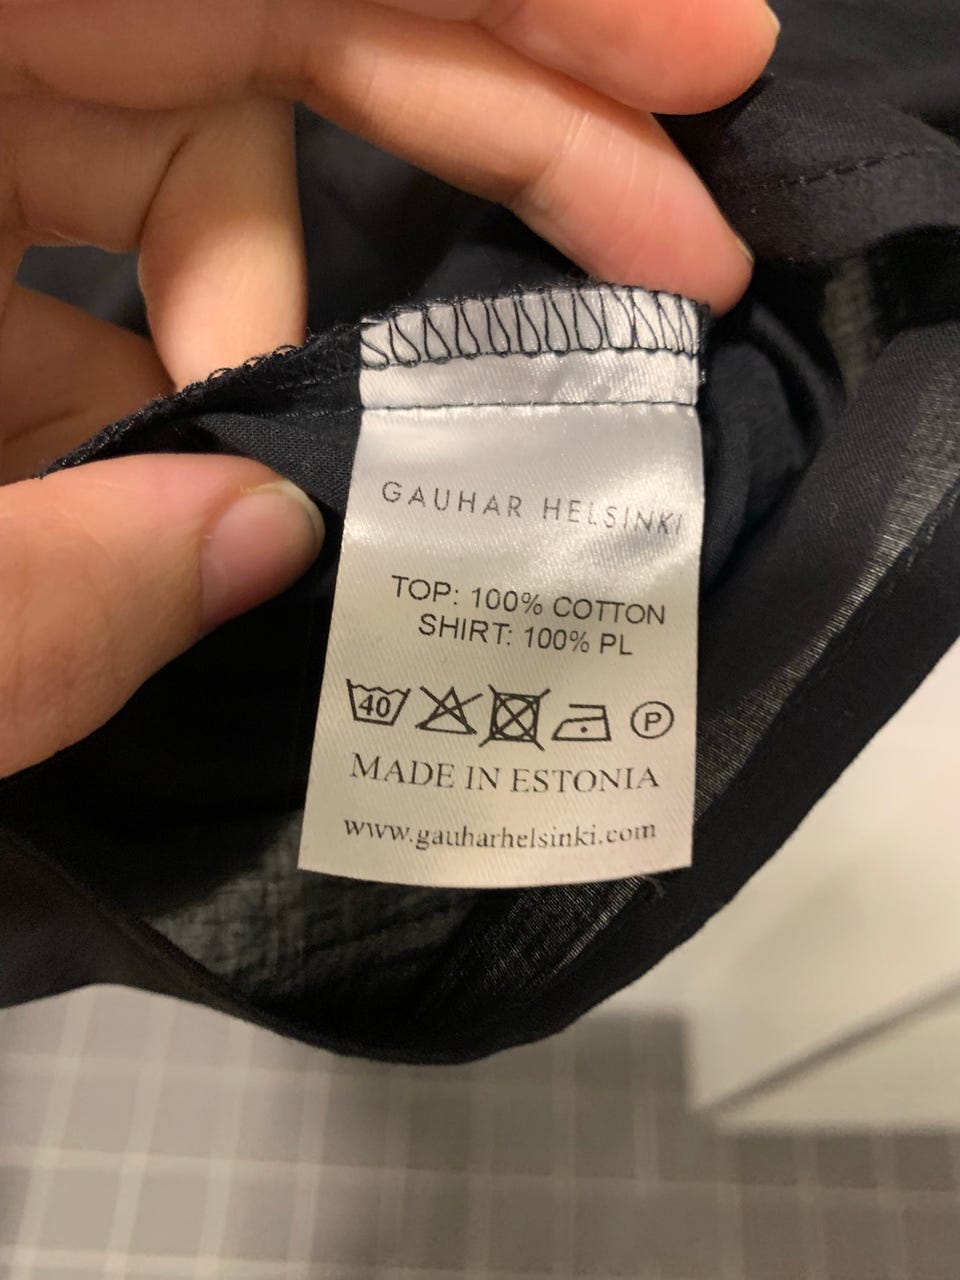 GAUHAR HELSINKI
TOP: 100% COTTON
SHIRT: 100% PL
40 P
MADE IN ESTONIA
www.gauharhelsinki.com